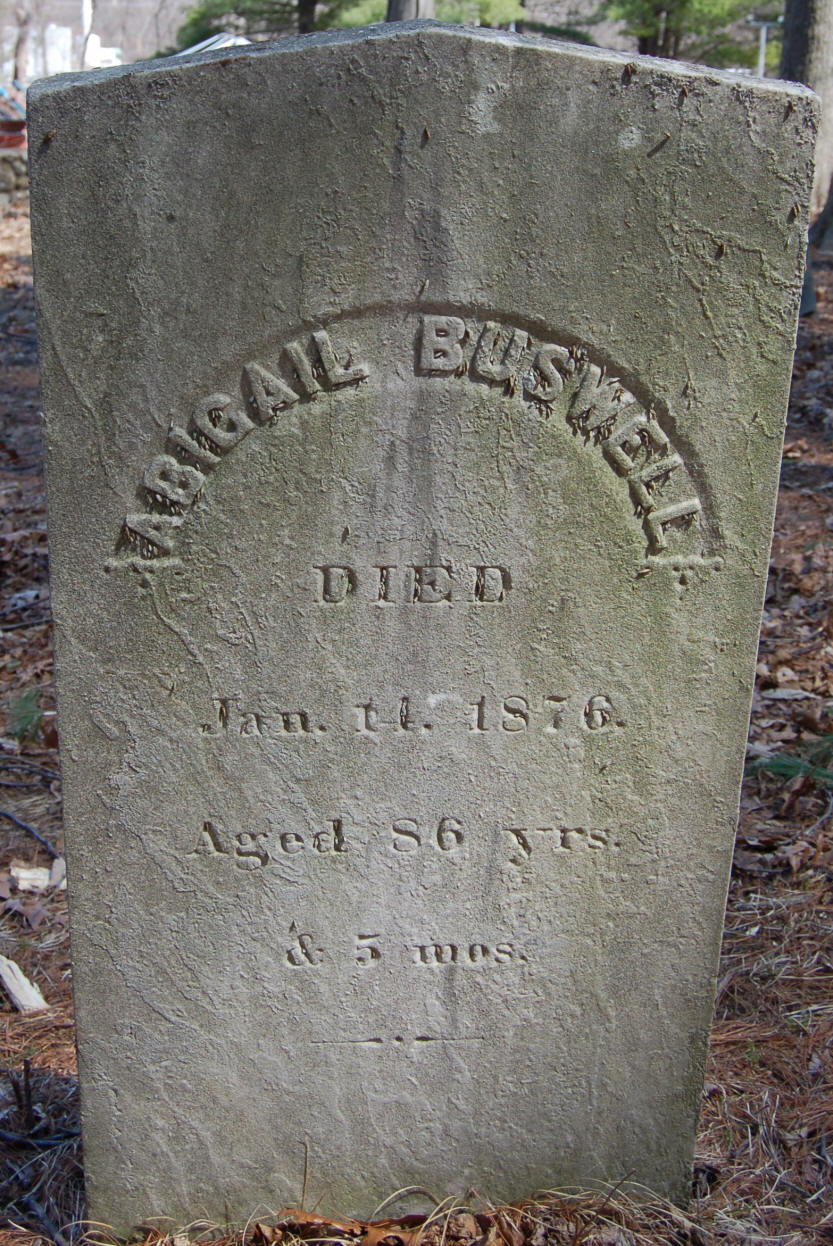 ABIGAIL BUSWELL
DIED
Jan. 14. 1876.
Aged 86 yrs.
& 5 mos.